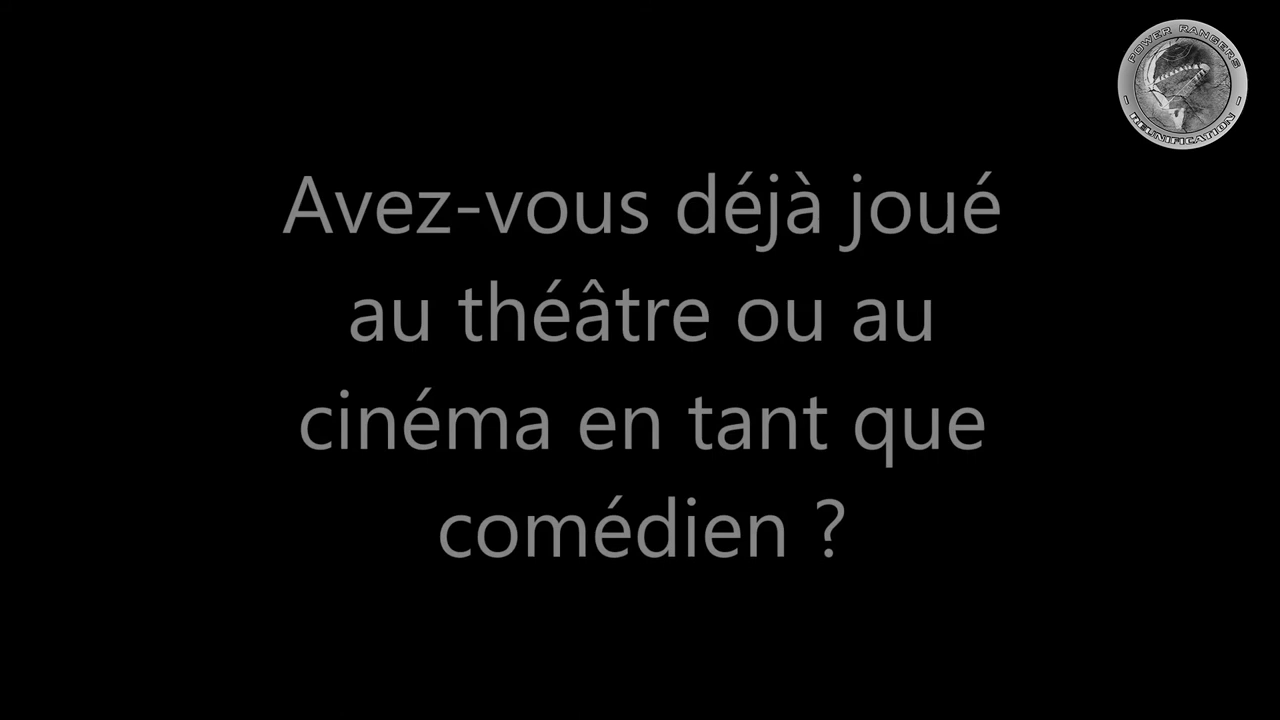 POWER RANGERS
- REUNIFICATION -
Avez-vous déjà joué
au théâtre ou au
cinéma en tant que
comédien ?